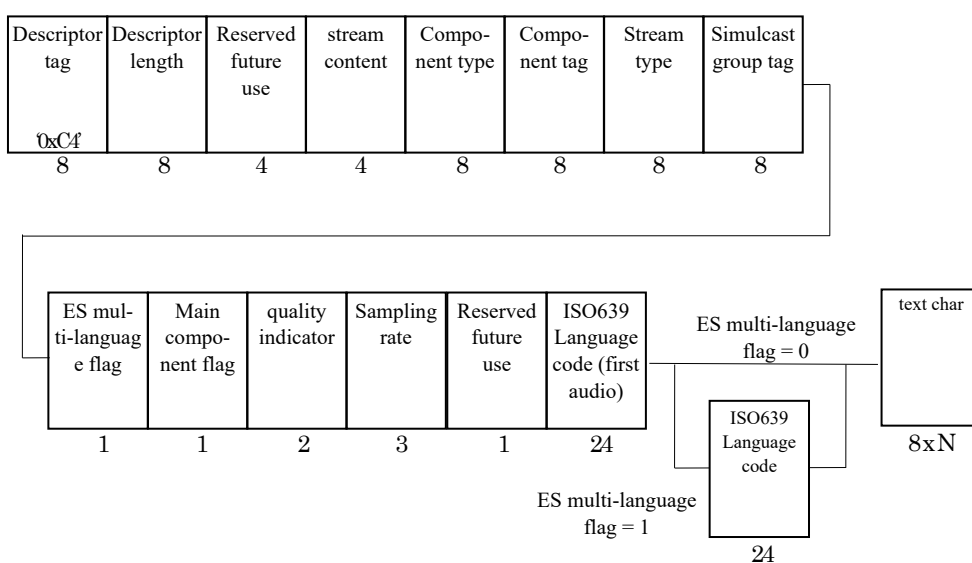 Descriptor
tag
'0xC4'
Descriptor
length
Reserved
future
use
stream
content
Compo-
nent type
Compo-
nent tag
Stream
type
Simulcast
group tag
8
8
4
4
8
8
8
8
ES mul-
ti-languag
e flag
Main
compo-
nent flag
quality
indicator
Sampling
rate
Reserved
future
use
ISO639
Language
code (first
audio)
1
1
2
3
1
24
ES multi-language
flag = 0
text char
8xN
ISO639
Language
code
ES multi-language
flag = 1
24